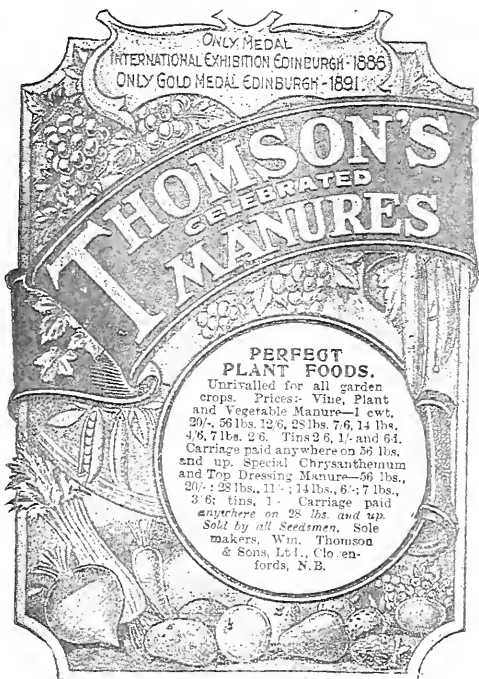 ONLY MEDAL
INTERNATIONAL EXHIBITION EDINBURGH-1886
ONLY GOLD MEDAL EDINBURGH-1891.
THOMSON'S
CELEBRATED
MANURES
PERFECT
PLANT FOODS.
Unrivalled for all garden
crops. Prices:- Vine, Plant
and Vegetable Manure—1 cwt.
20/-, 56 lbs. 12/6, 28 lbs. 7/6, 14 lbs.
4/6, 7 lbs. 2 6. Tins 2 6, 1/- and 6d.
Carriage paid anywhere on 56 lbs.
and up. Special Chrysanthemum
and Top Dressing Manure—56 lbs.,
20/-; 28 lbs., 11 -; 14 lbs., 6/-; 7 lbs.,
3 6; tins, 1 - Carriage paid
anywhere on 28 lbs. and up.
Sold by all Seedsmen. Sole
makers, Wm. Thomson
& Sons, Ltd., Cloven-
fords, N.B.